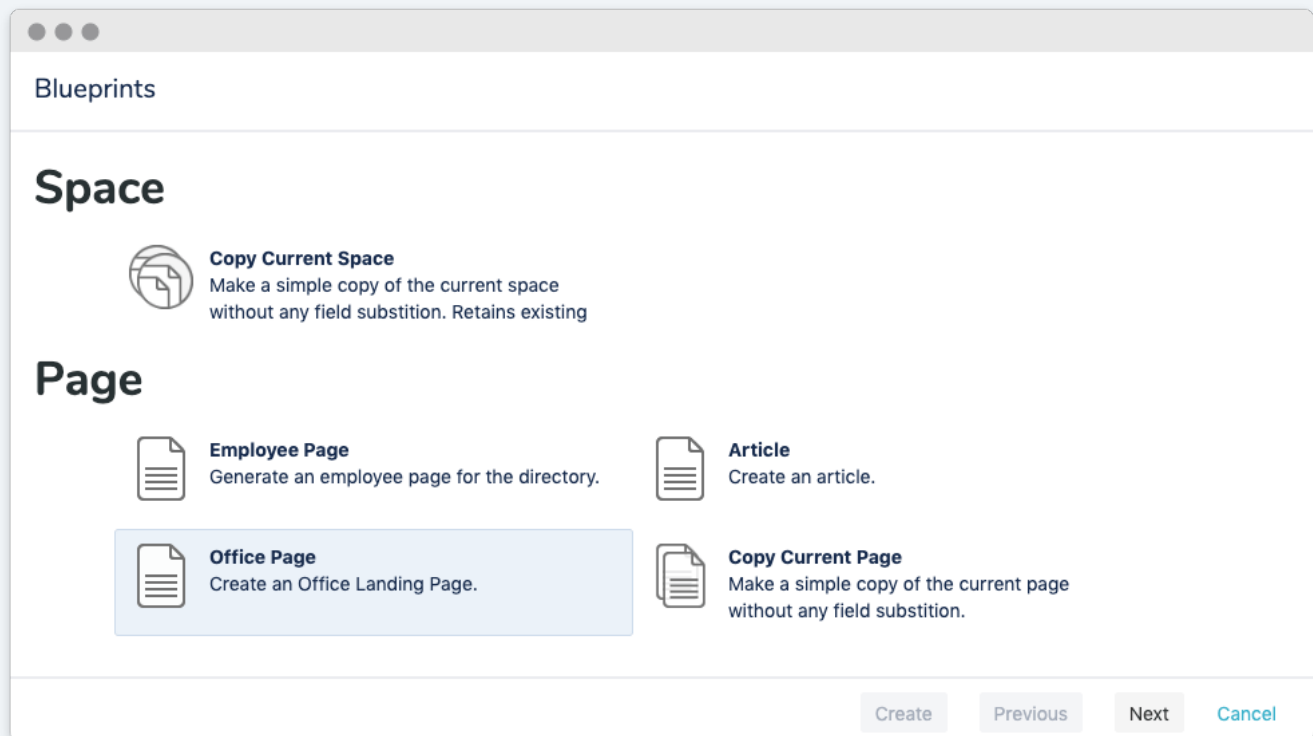 Blueprints
Space
Copy Current Space
Make a simple copy of the current space
without any field substition. Retains existing
Page
Employee Page
Generate an employee page for the directory.
Article
Create an article.
Office Page
Create an Office Landing Page.
Copy Current Page
Make a simple copy of the current page
without any field substition.
Create
Previous
Next
Cancel